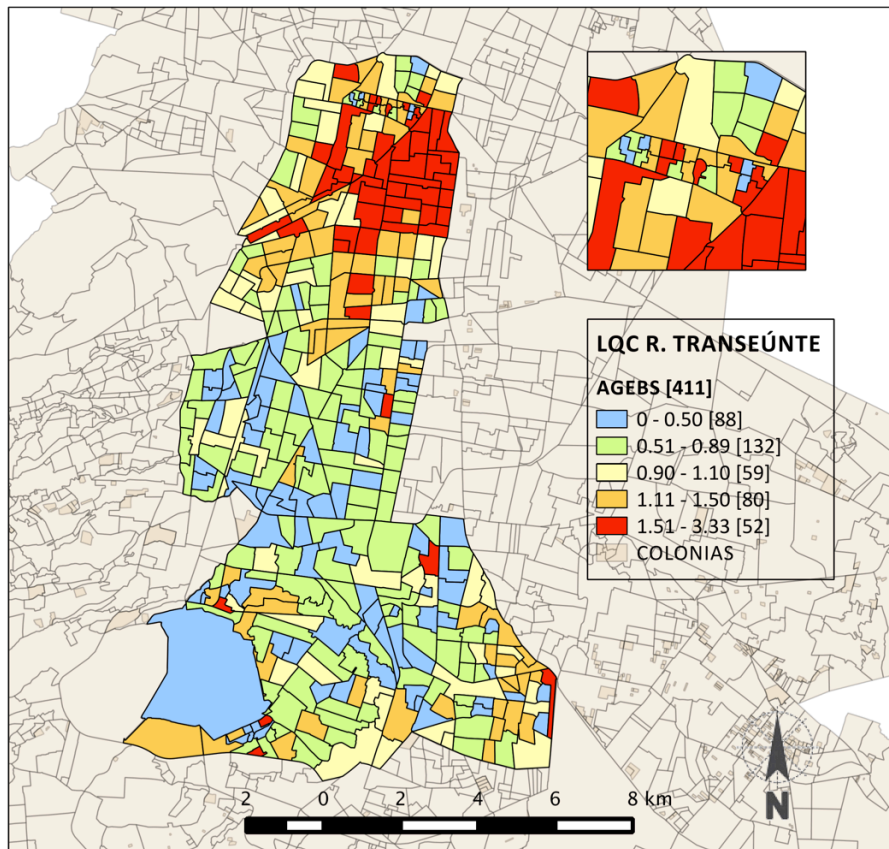 LQC R. TRANSEÚNTE
AGEBS [411]
0 - 0.50 [88]
0.51 - 0.89 [132]
0.90 - 1.10 [59]
1.11 - 1.50 [80]
1.51 - 3.33 [52]
COLONIAS
2 0 2 4 6 8 km
N